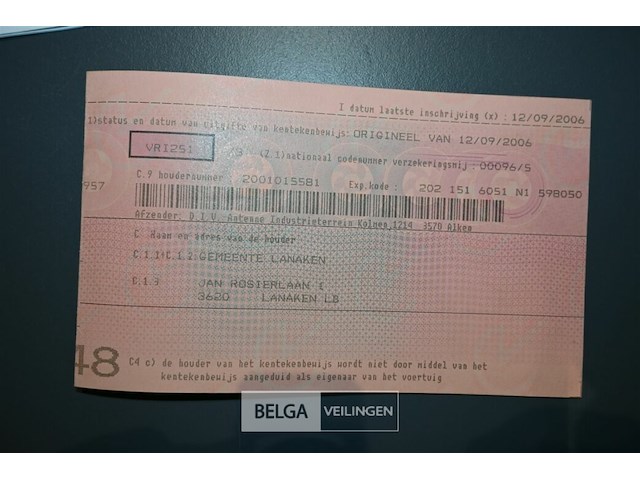 I datum laatste inschrijving (x) : 12/09/2006
1)status en datum van uitgifte van kentekenbewijs: ORIGINEEL VAN 12/09/2006
VRI251 /3) (Z.1)nationaal codenummer verzekeringsmij :00096/5
C.9 houdernummer : 2001015581 Exp.kode : 202 151 6051 N1 598050
957
Afzender: D.I.V. Aatense Industrieterrein Kolmen,1214 3570 Alken
C Naam en adres van de houder
C.1.1+C.1.2 GEMEENTE LANAKEN
C.1.3 JAN ROSIERLAAN 1
3620 LANAKEN LB
48 C4 c) de houder van het kentekenbewijs wordt niet door middel van het
kentekenbewijs aangeduid als eigenaar van het voertuig
BELGA VEILINGEN